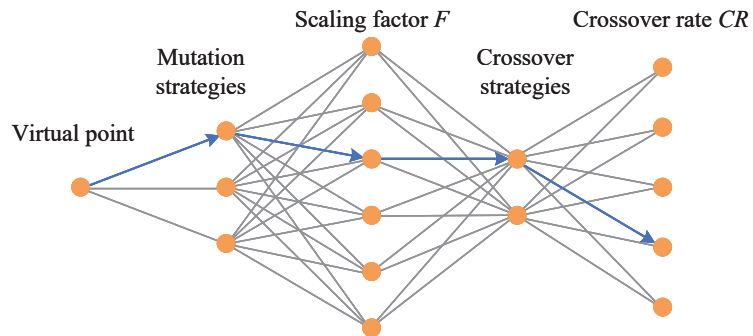 Scaling factor F
Crossover rate CR
Mutation
strategies
Crossover
strategies
Virtual point